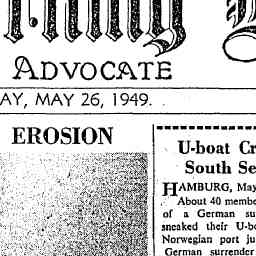 ADVOCATE
AY, MAY 26, 1949.
EROSION
U-boat Cr
South Se
HAMBURG, May
About 40 membe
of a German su
sneaked their U-bo
Norwegian port ju
German surrender